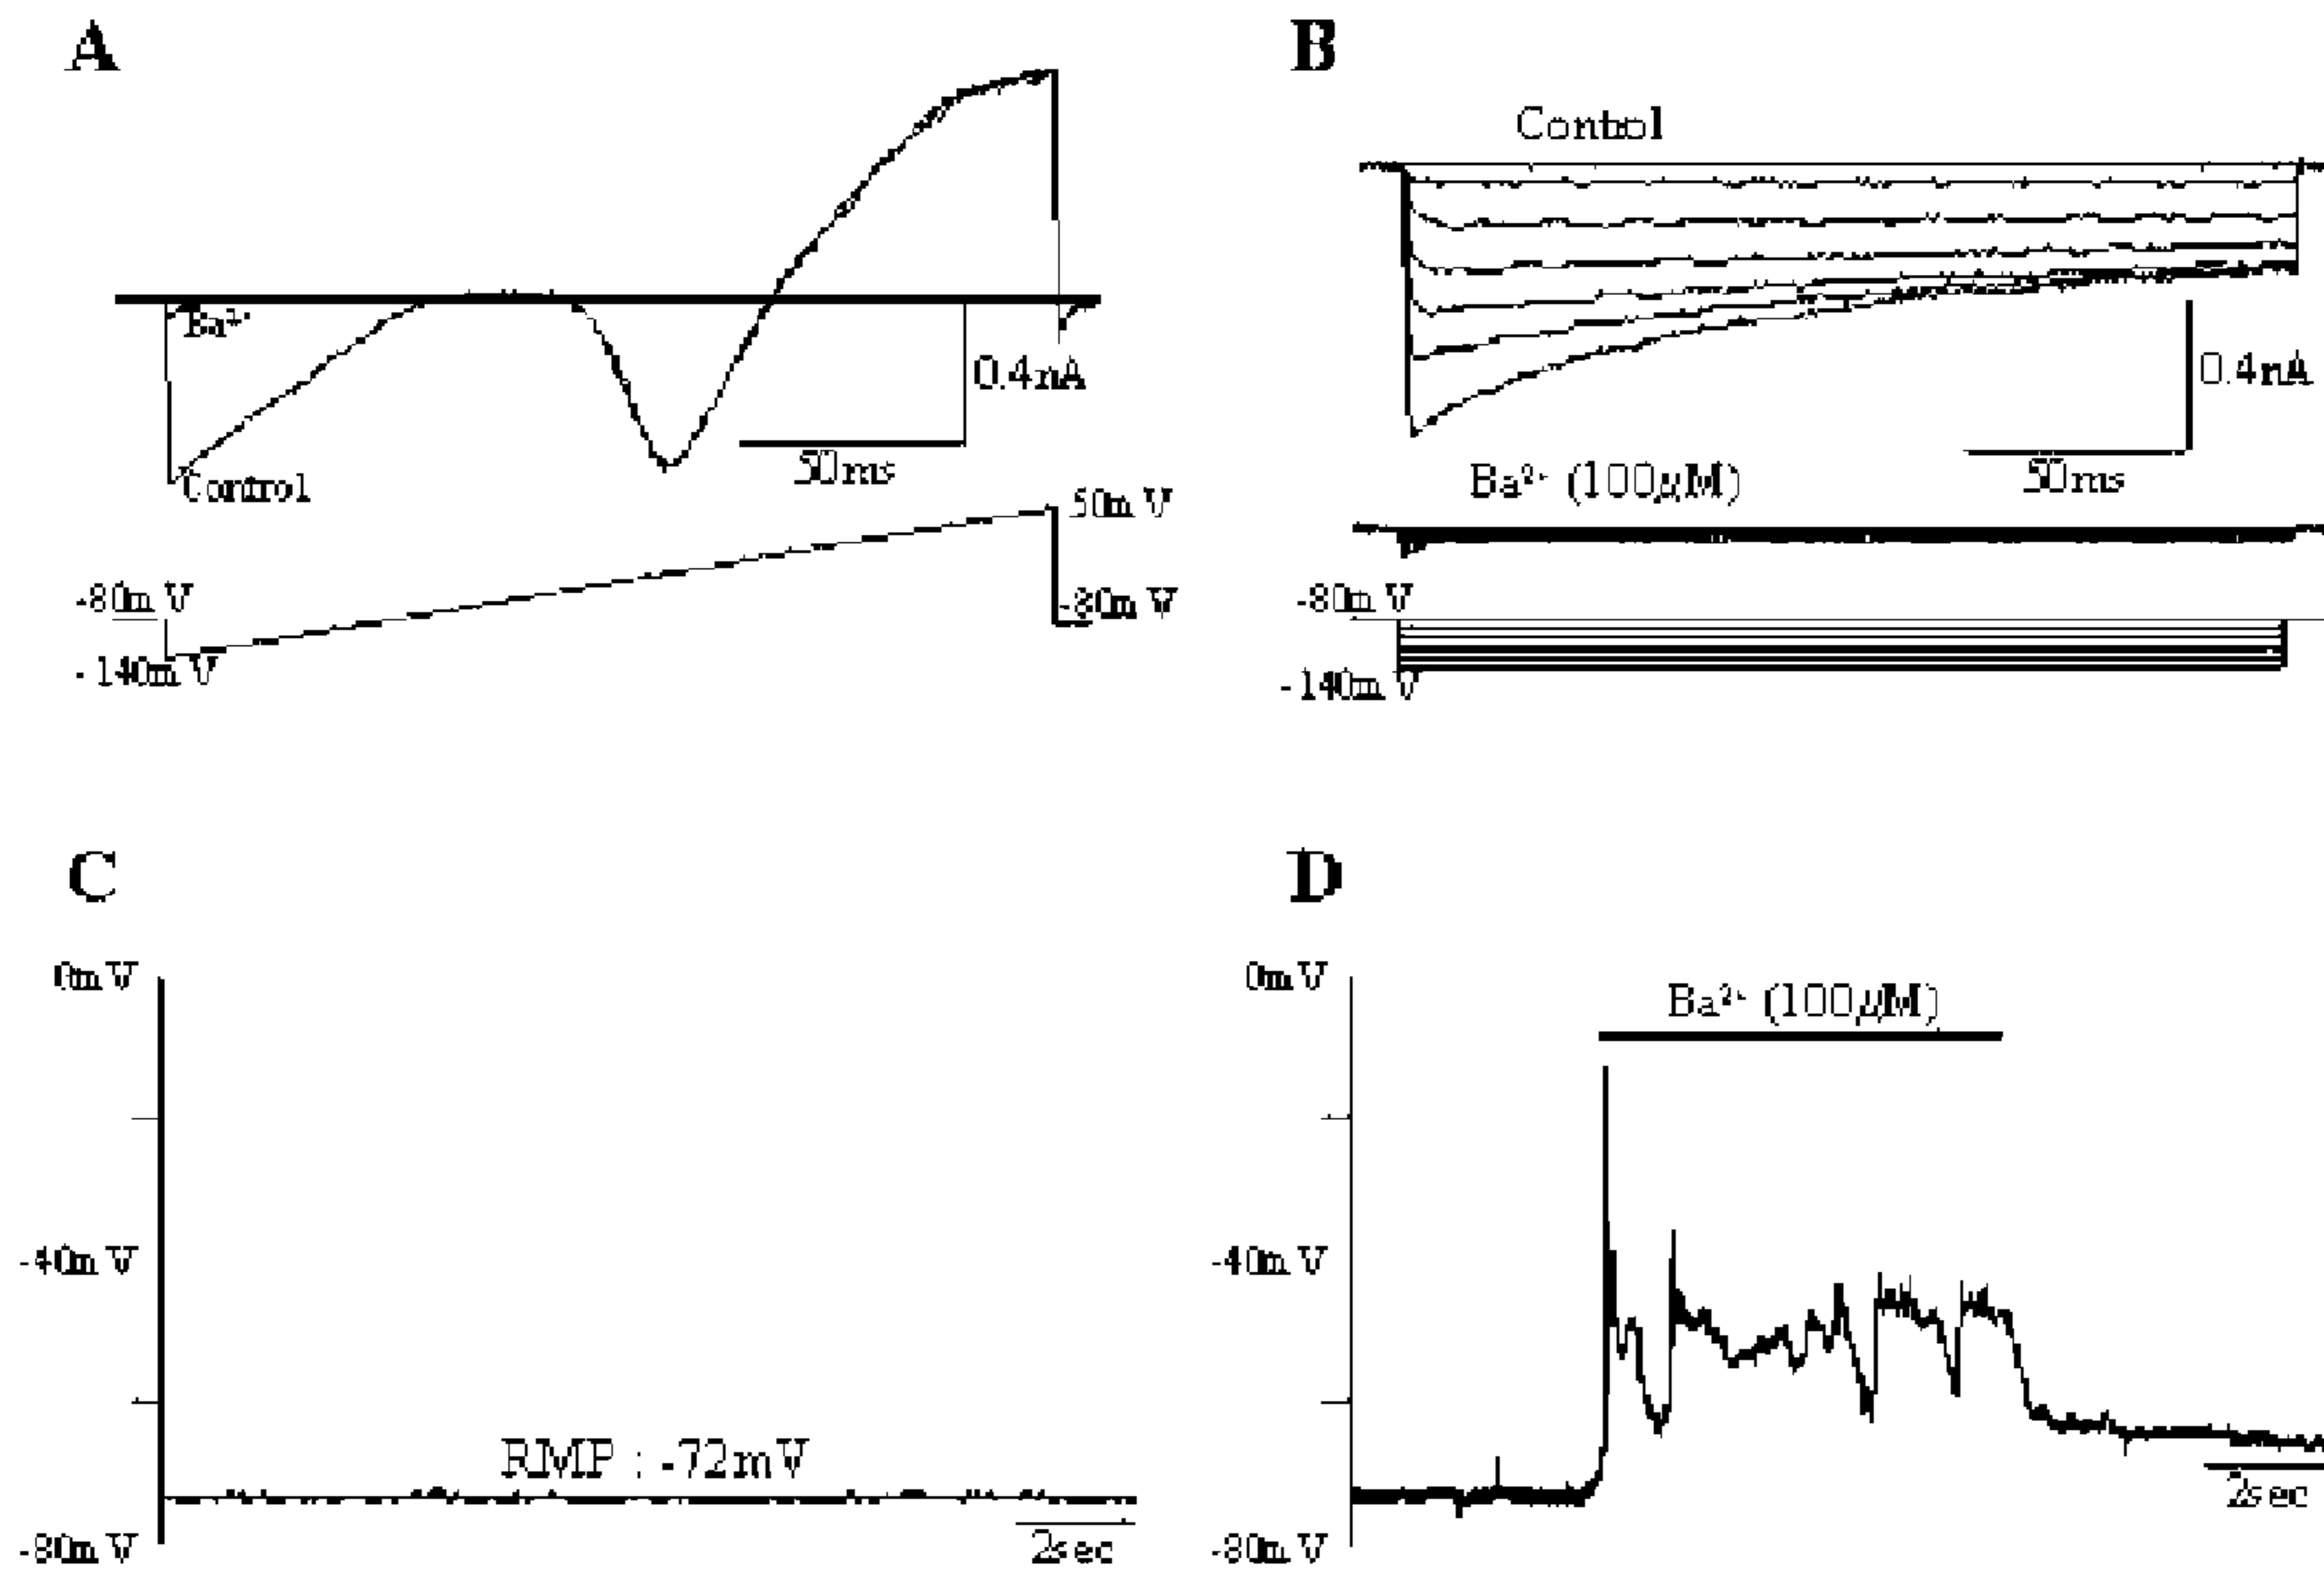 A
Ba²⁺
Control
0.4nA
50ms
50mV
-80mV
-80mV
-140mV
B
Control
0.4nA
50ms
Ba²⁺ (100μM)
-80mV
-140mV
C
0mV
-40mV
RMP : -72mV
-80mV
2sec
D
0mV
Ba²⁺ (100μM)
-40mV
2sec
-80mV